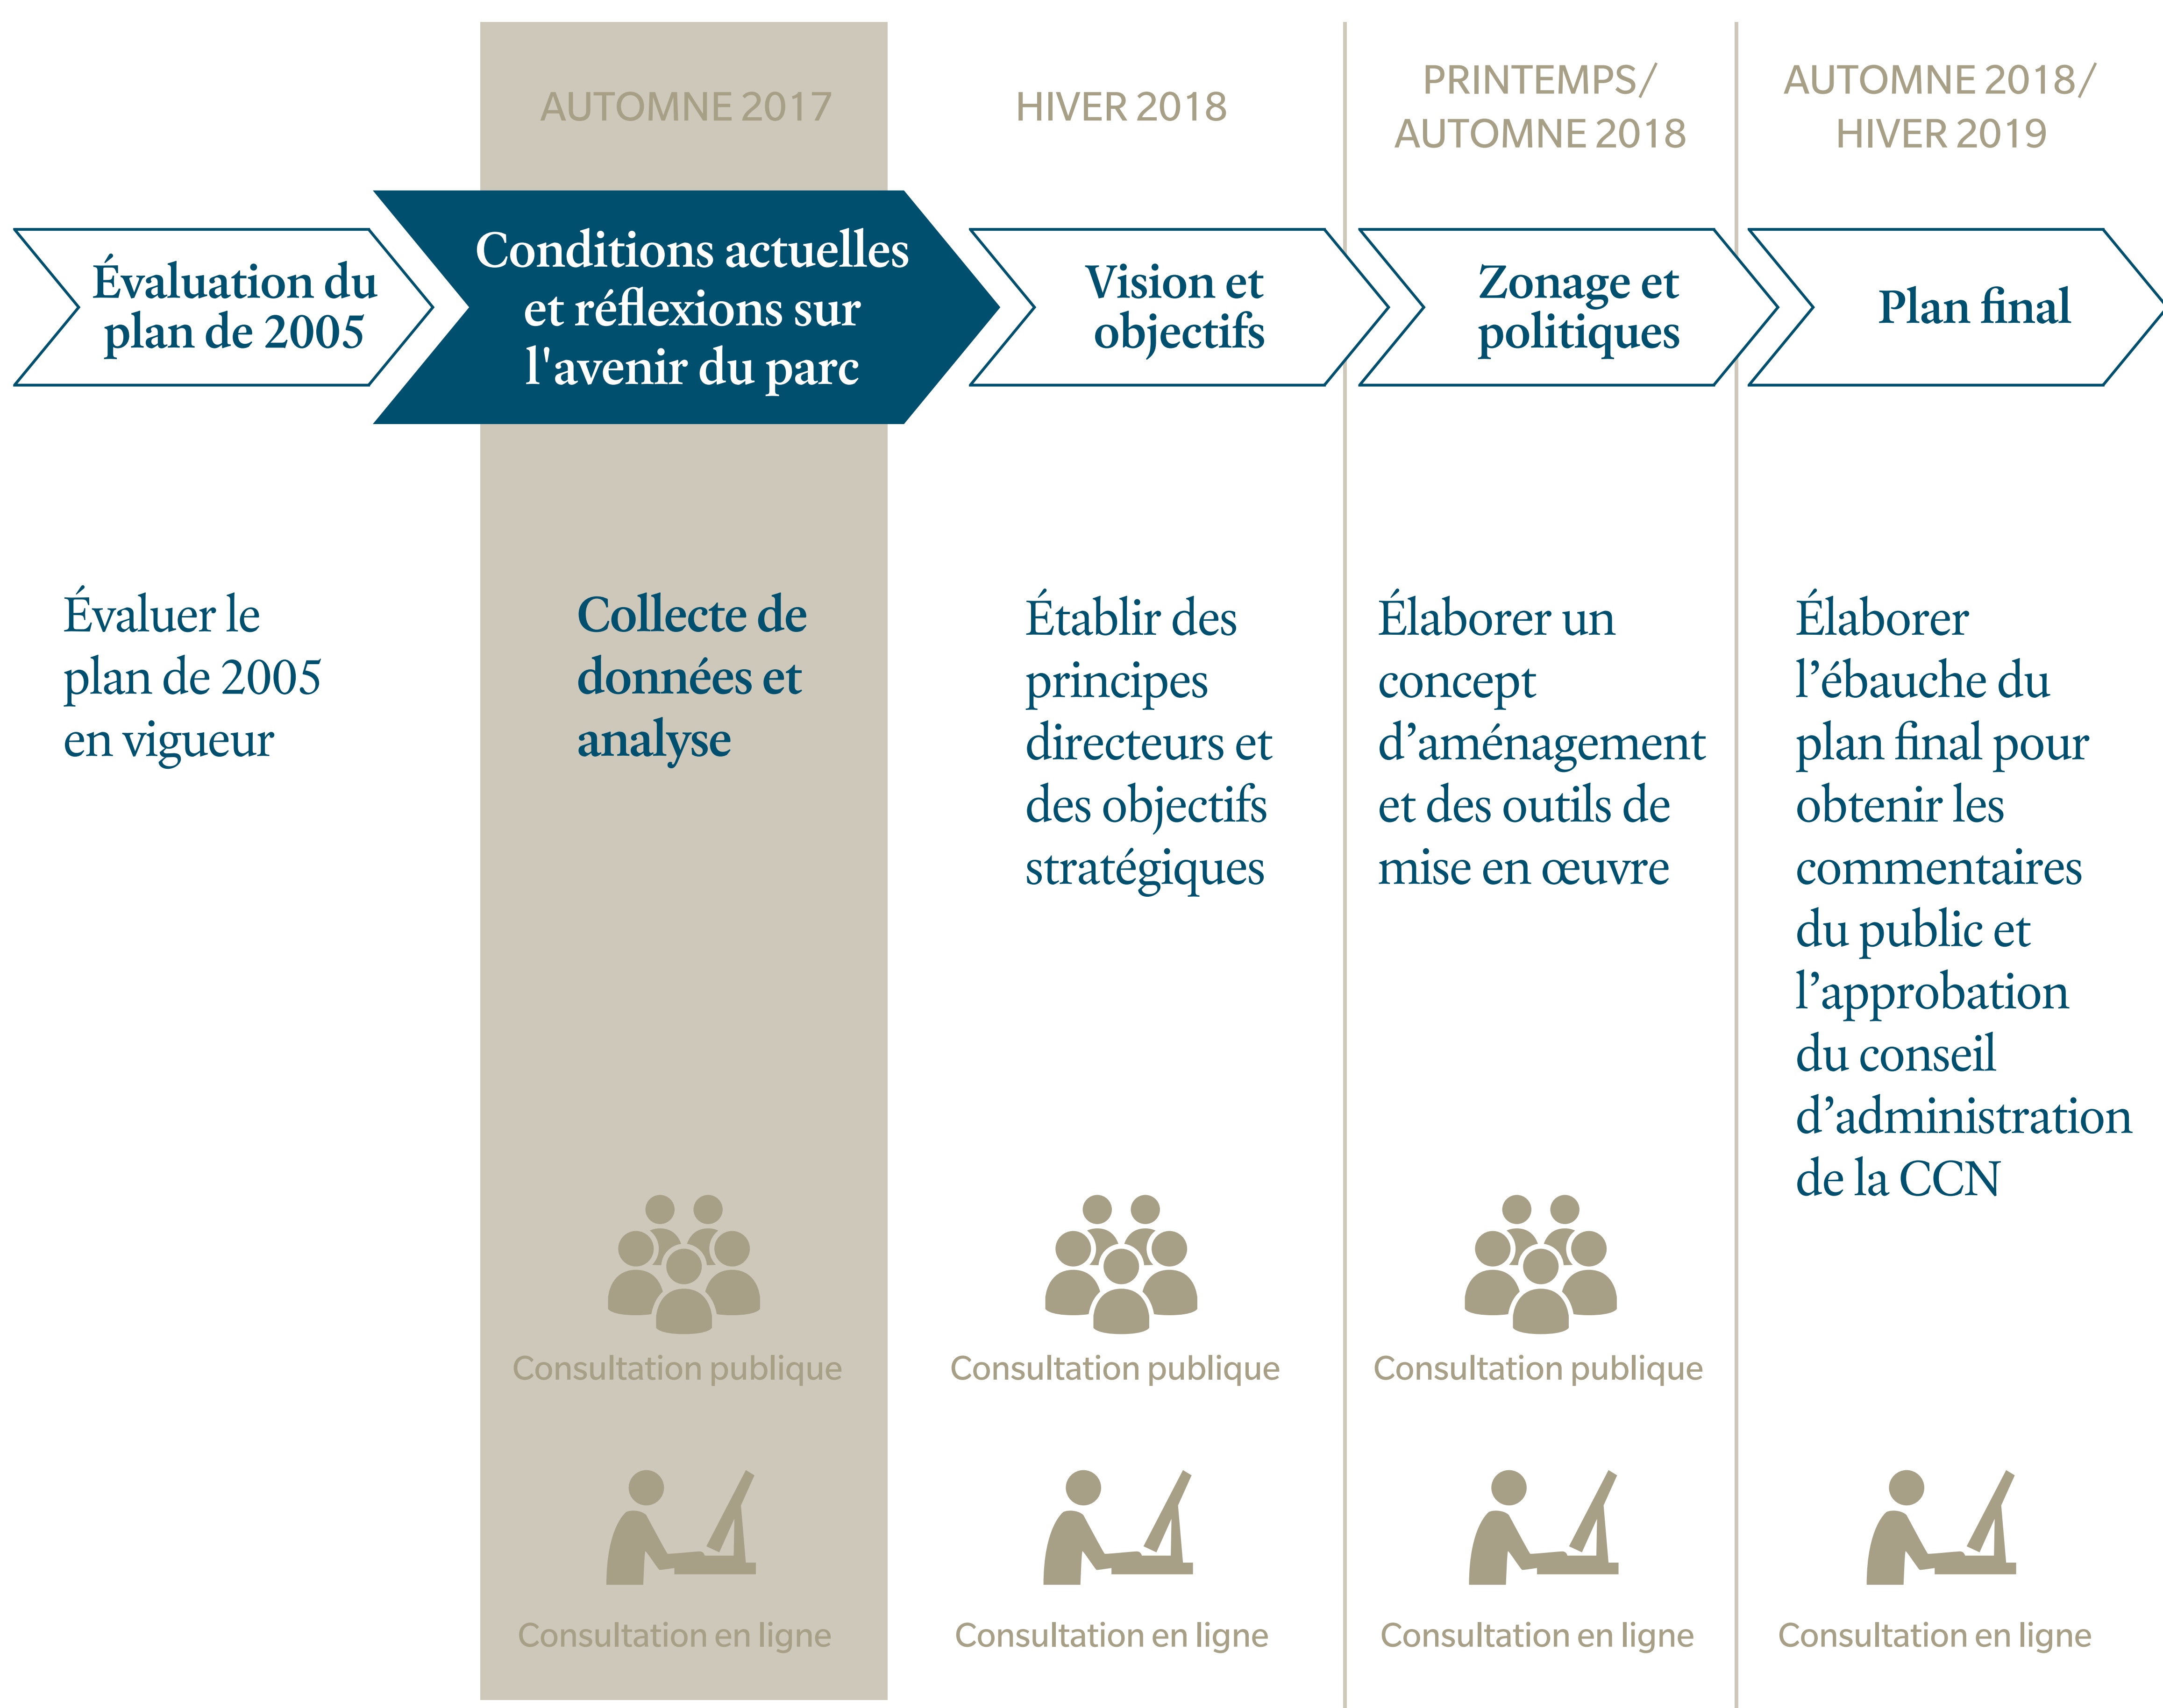 AUTOMNE 2017
HIVER 2018
PRINTEMPS/
AUTOMNE 2018
AUTOMNE 2018/
HIVER 2019
Évaluation du
plan de 2005
Conditions actuelles
et réflexions sur
l'avenir du parc
Vision et
objectifs
Zonage et
politiques
Plan final
Évaluer le
plan de 2005
en vigueur
Collecte de
données et
analyse
Établir des
principes
directeurs et
des objectifs
stratégiques
Élaborer un
concept
d’aménagement
et des outils de
mise en œuvre
Élaborer
l’ébauche du
plan final pour
obtenir les
commentaires
du public et
l’approbation
du conseil
d’administration
de la CCN
Consultation publique
Consultation publique
Consultation publique
Consultation en ligne
Consultation en ligne
Consultation en ligne
Consultation en ligne